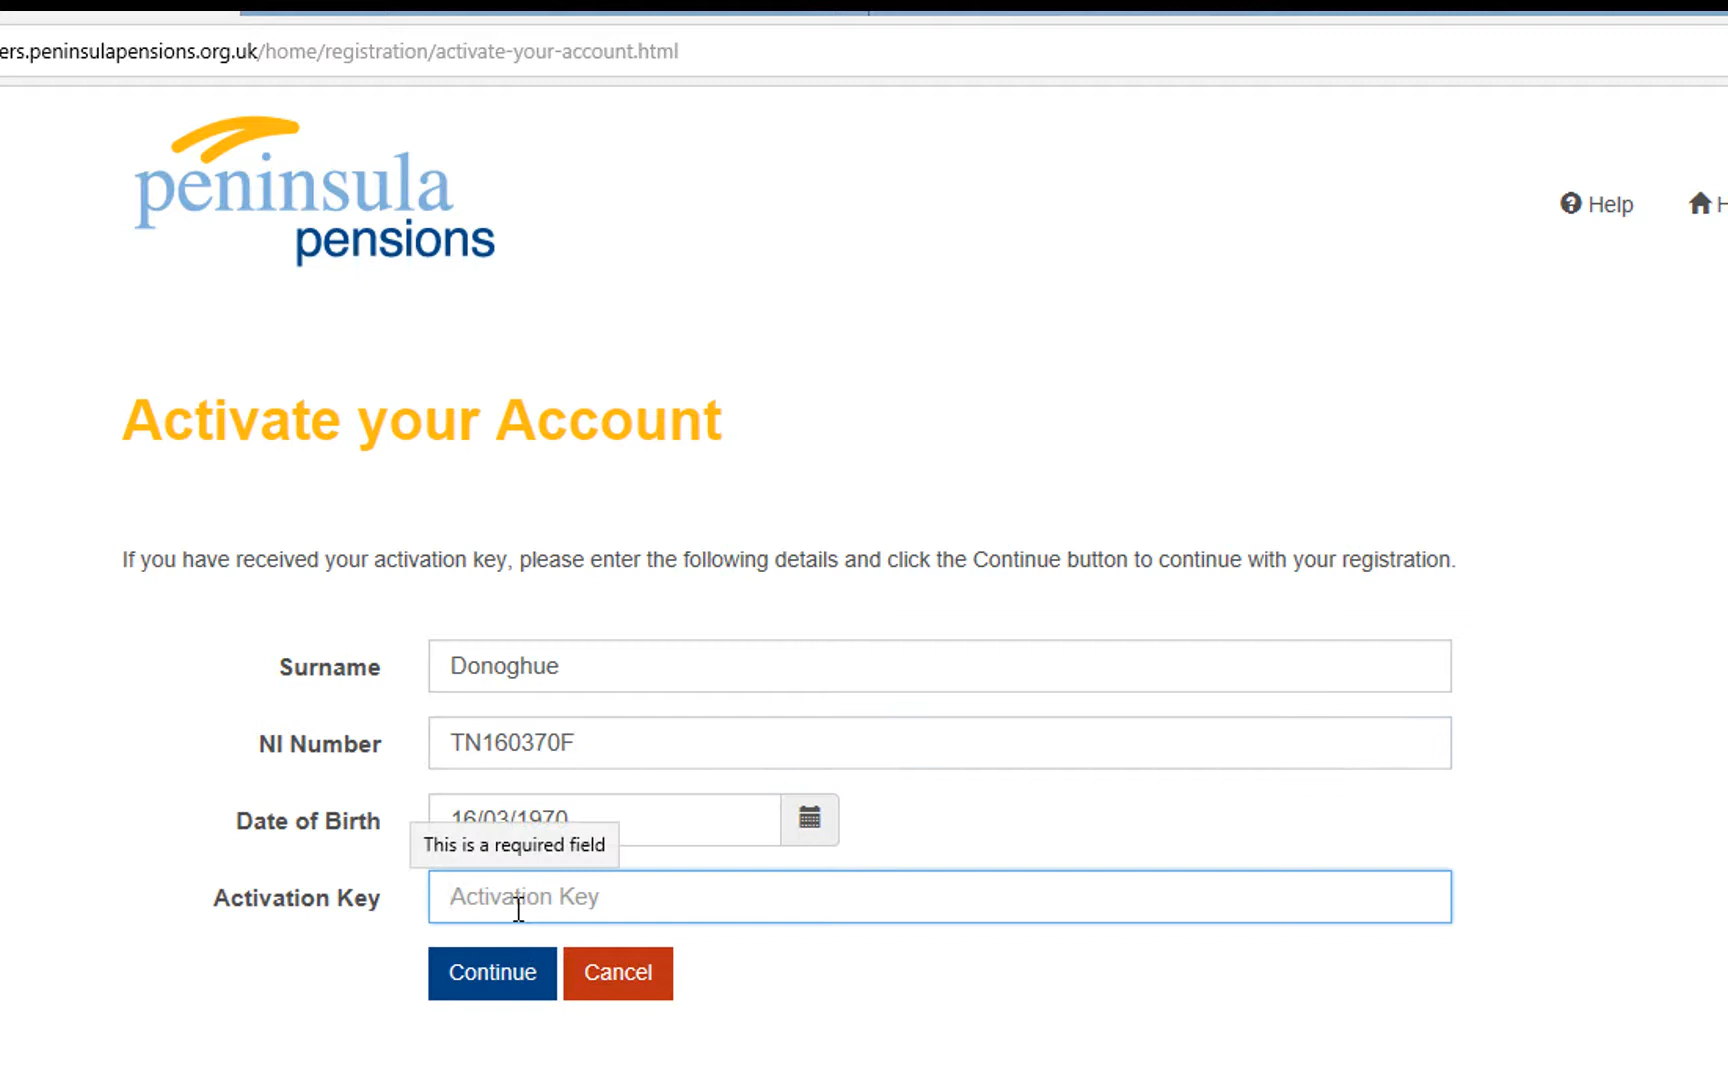 ers.peninsulapensions.org.uk/home/registration/activate-your-account.html
peninsula
pensions
Help
H
Activate your Account
If you have received your activation key, please enter the following details and click the Continue button to continue with your registration.
Surname Donoghue
NI Number TN160370F
Date of Birth 16/03/1970
This is a required field
Activation Key Activation Key
Continue Cancel